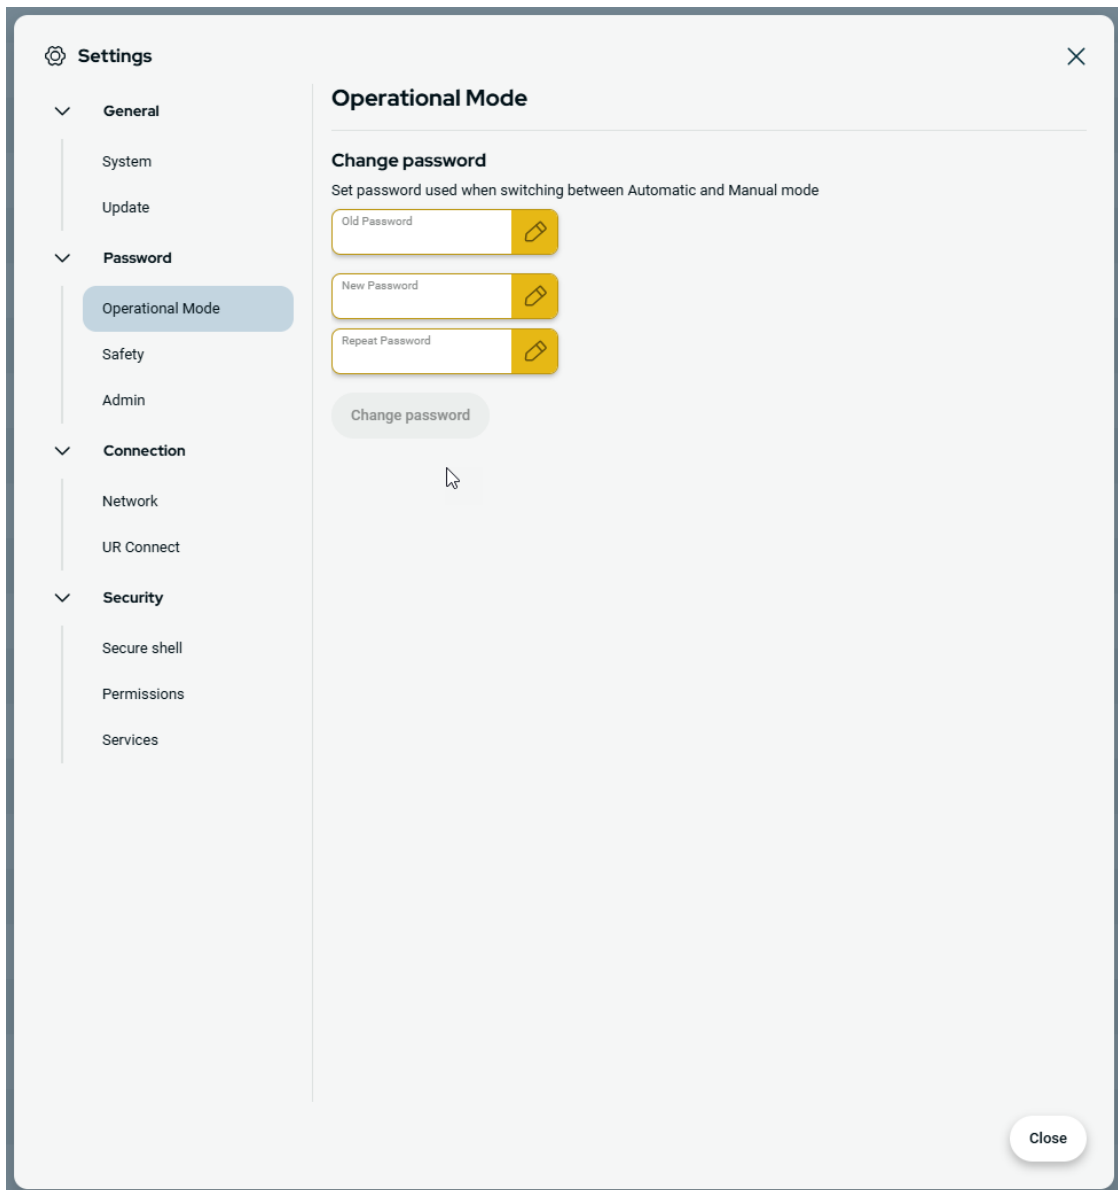 Settings
General
System
Update
Password
Operational Mode
Safety
Admin
Connection
Network
UR Connect
Security
Secure shell
Permissions
Services
Operational Mode
Change password
Set password used when switching between Automatic and Manual mode
Old Password
New Password
Repeat Password
Change password
Close